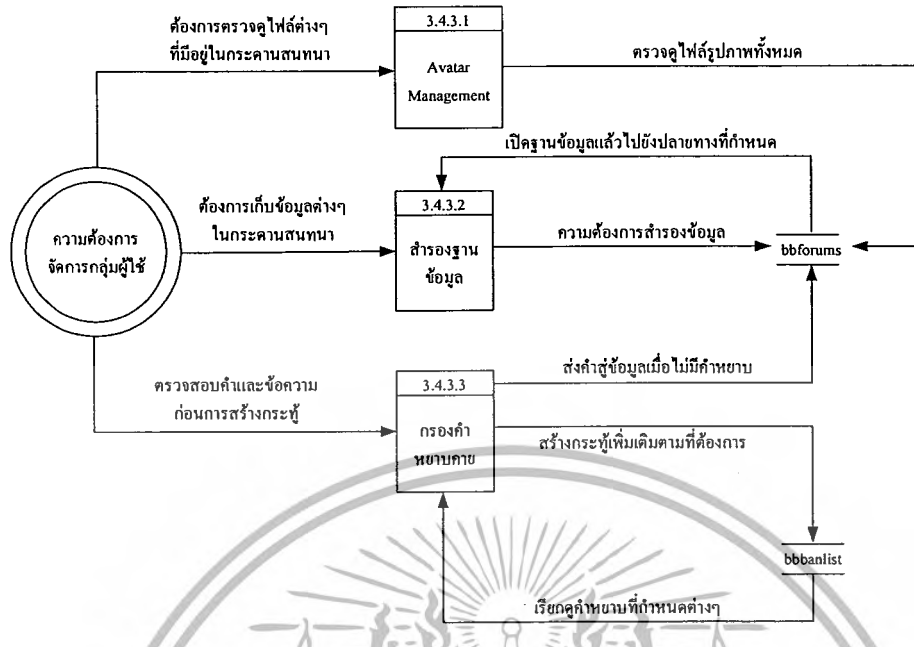 ต้องการตรวจดูไฟล์ต่างๆ
ที่มีอยู่ในกระดานสนทนา
3.4.3.1
Avatar
Management
ตรวจดูไฟล์รูปภาพทั้งหมด
เปิดฐานข้อมูลแล้วไปยังปลายทางที่กำหนด
ความต้องการ
จัดการกลุ่มผู้ใช้
ต้องการเก็บข้อมูลต่างๆ
ในกระดานสนทนา
3.4.3.2
สำรองฐาน
ข้อมูล
ความต้องการสำรองข้อมูล
bbforums
ตรวจสอบคำและข้อความ
ก่อนการสร้างกระทู้
3.4.3.3
กรองคำ
หยาบคาย
ส่งคำสู่ข้อมูลเมื่อไม่มีคำหยาบ
สร้างกระทู้เพิ่มเติมตามที่ต้องการ
bbbanlist
เรียกดูคำหยาบที่กำหนดต่างๆ